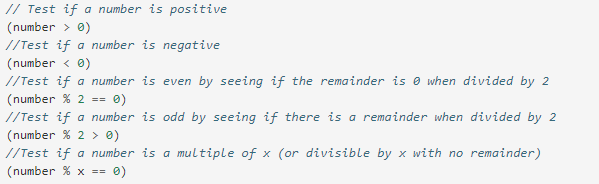 // Test if a number is positive
(number > 0)
//Test if a number is negative
(number < 0)
//Test if a number is even by seeing if the remainder is 0 when divided by 2
(number % 2 == 0)
//Test if a number is odd by seeing if there is a remainder when divided by 2
(number % 2 > 0)
//Test if a number is a multiple of x (or divisible by x with no remainder)
(number % x == 0)